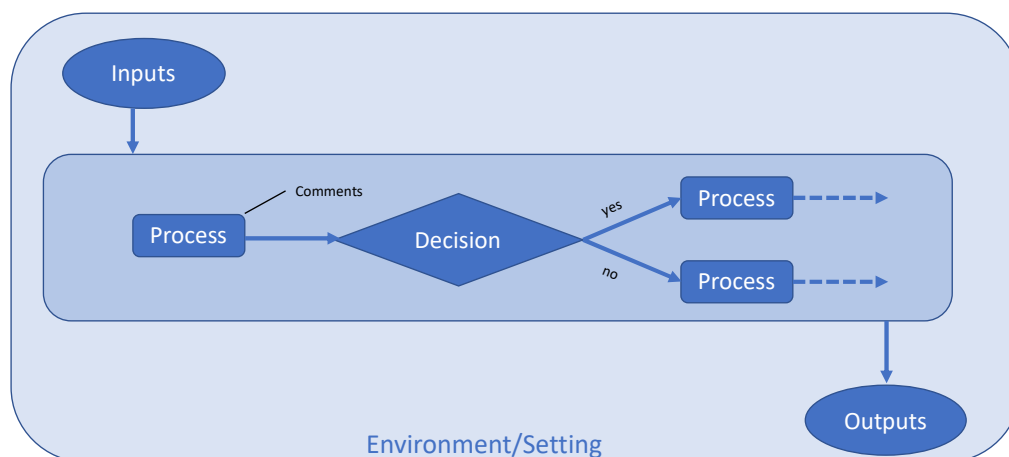 Inputs
Comments
Process
Decision
yes
no
Process
Process
Outputs
Environment/Setting